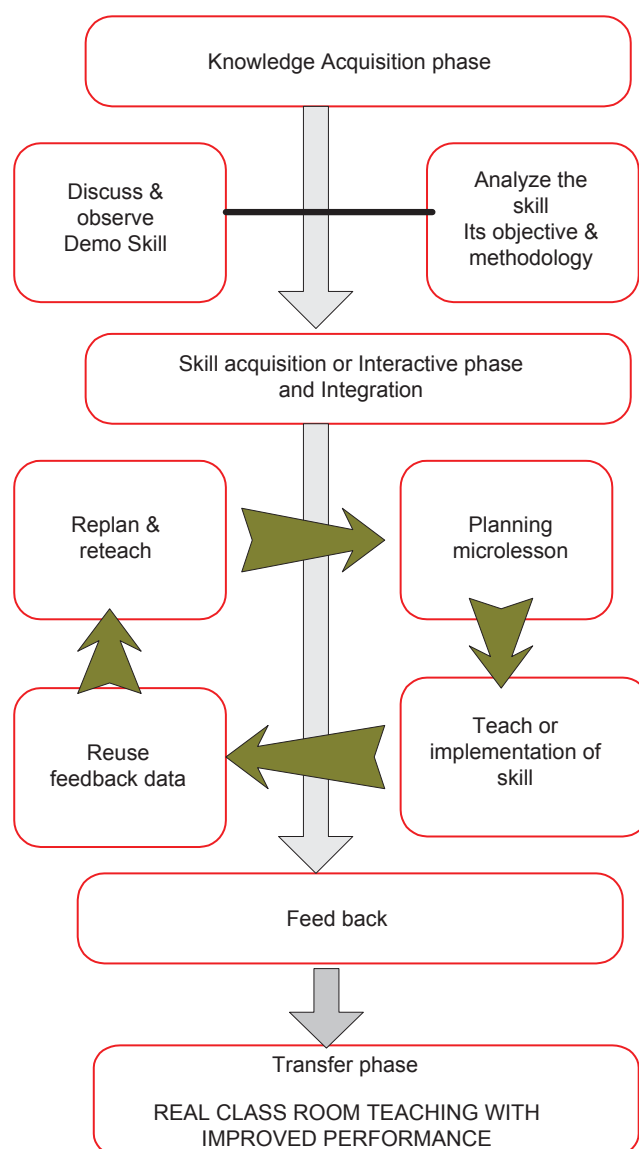 Knowledge Acquisition phase
Discuss &
observe
Demo Skill
Analyze the
skill
Its objective &
methodology
Skill acquisition or Interactive phase
and Integration
Replan &
reteach
Planning
microlesson
Reuse
feedback data
Teach or
implementation of
skill
Feed back
Transfer phase
REAL CLASS ROOM TEACHING WITH
IMPROVED PERFORMANCE